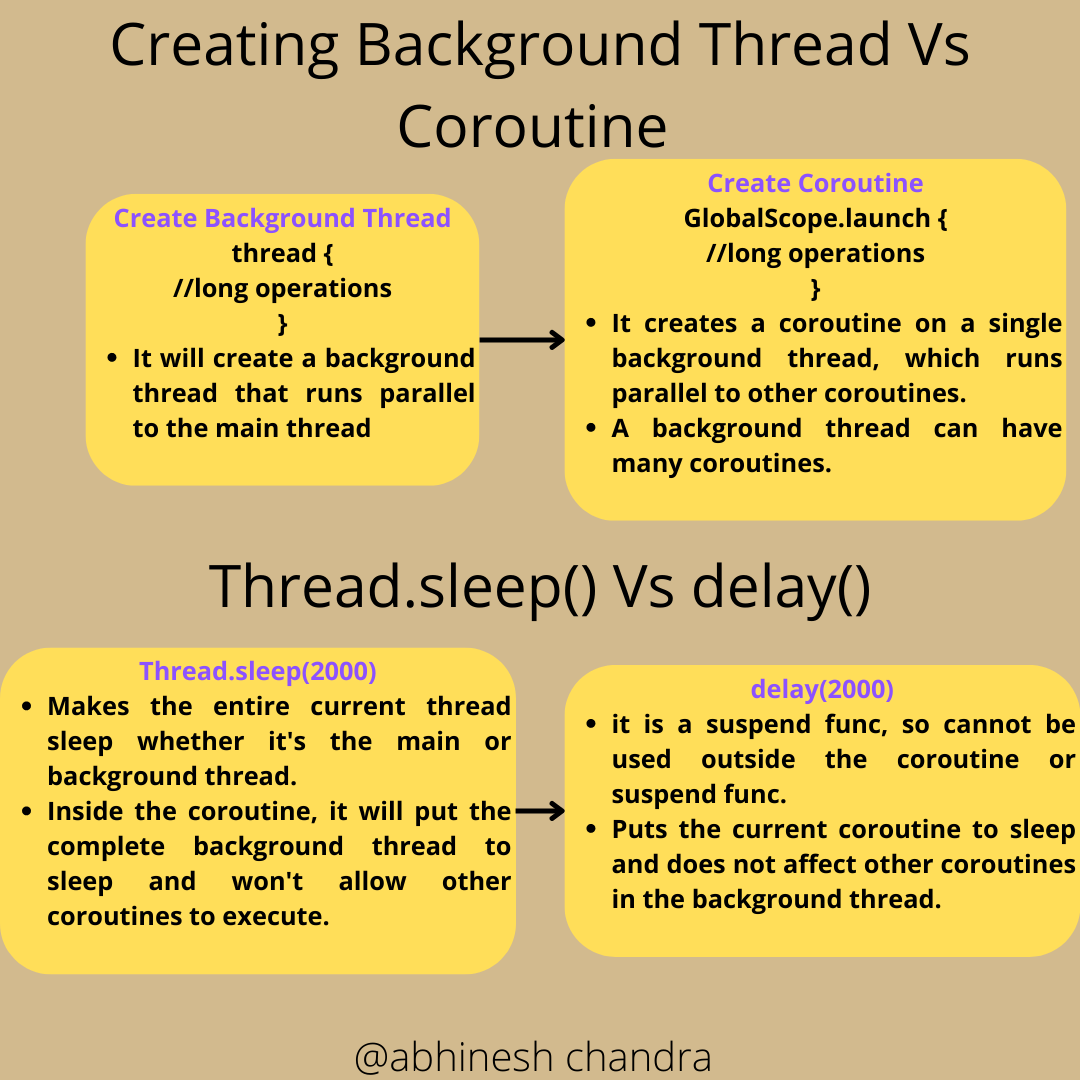 Creating Background Thread Vs
Coroutine
Create Background Thread
thread {
//long operations
}
• It will create a background
thread that runs parallel
to the main thread
Create Coroutine
GlobalScope.launch {
//long operations
}
• It creates a coroutine on a single
background thread, which runs
parallel to other coroutines.
• A background thread can have
many coroutines.
Thread.sleep() Vs delay()
Thread.sleep(2000)
• Makes the entire current thread
sleep whether it's the main or
background thread.
• Inside the coroutine, it will put the
complete background thread to
sleep and won't allow other
coroutines to execute.
delay(2000)
• it is a suspend func, so cannot be
used outside the coroutine or
suspend func.
• Puts the current coroutine to sleep
and does not affect other coroutines
in the background thread.
@abhinesh chandra